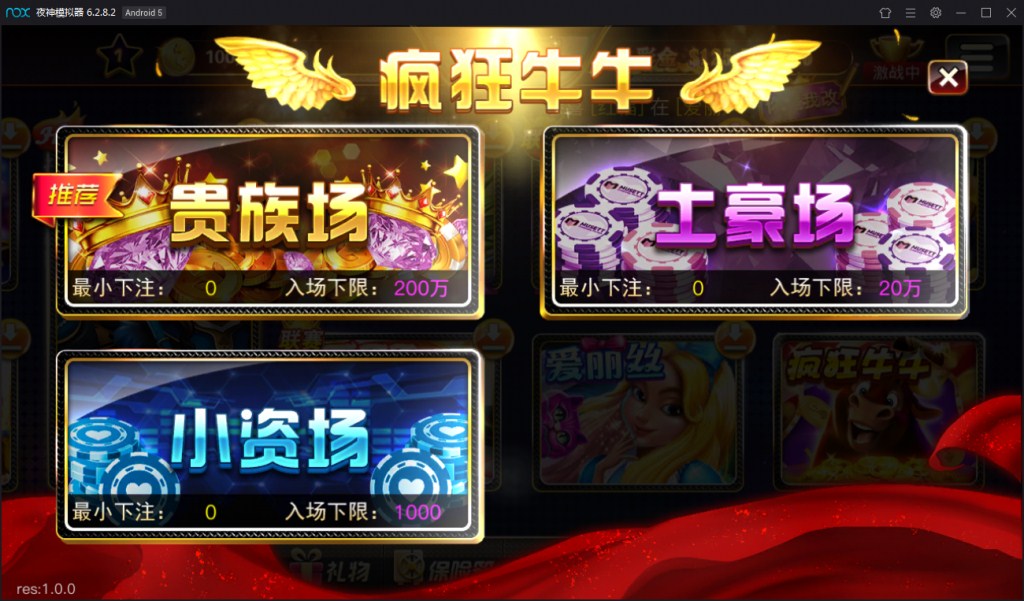 nox 夜神模拟器 6.2.8.2 Android 5
1
疯狂牛牛
激战中
推荐
贵族场
最小下注： 0 入场下限： 200万
土豪场
最小下注： 0 入场下限： 20万
爱丽丝
疯狂牛牛
小资场
最小下注： 0 入场下限： 1000
礼物
res:1.0.0